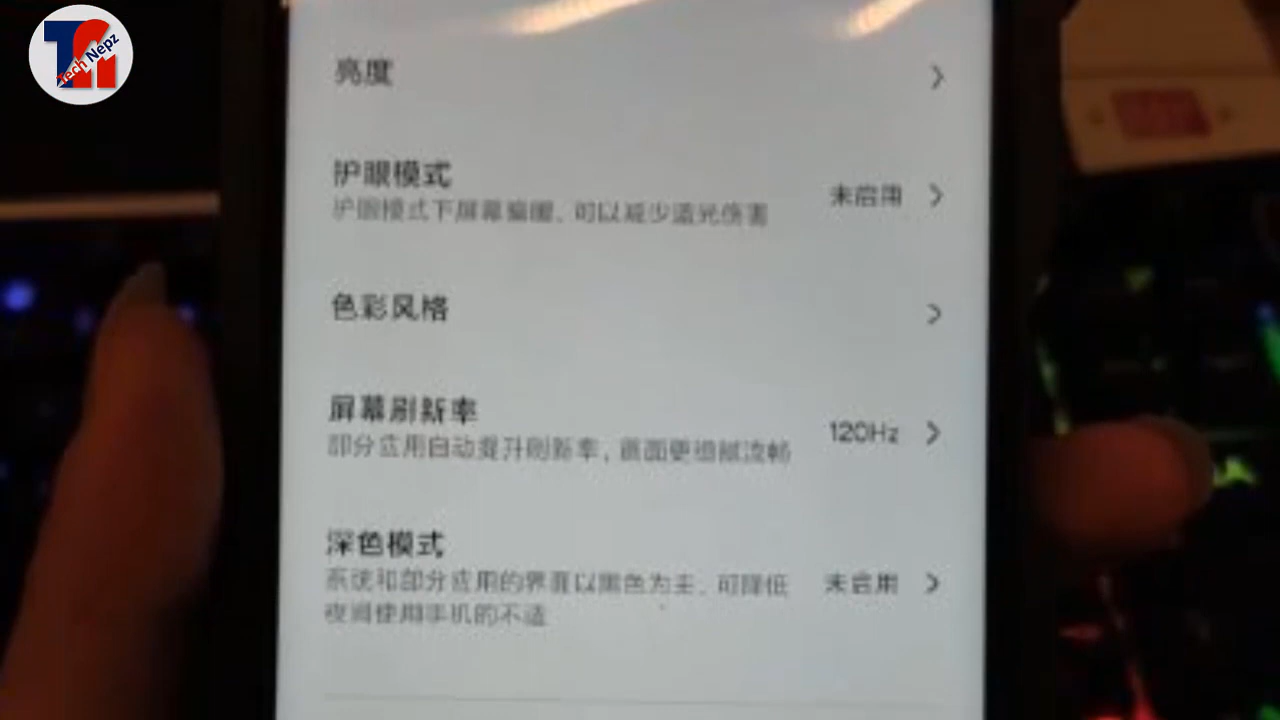 Tech Nepz
亮度
护眼模式
护眼模式下屏幕偏暖，可以减少蓝光伤害
未启用
色彩风格
屏幕刷新率
部分应用自动提升刷新率，画面更细腻流畅
120Hz
深色模式
系统和部分应用的界面以黑色为主，可降低
夜间使用手机的不适
未启用